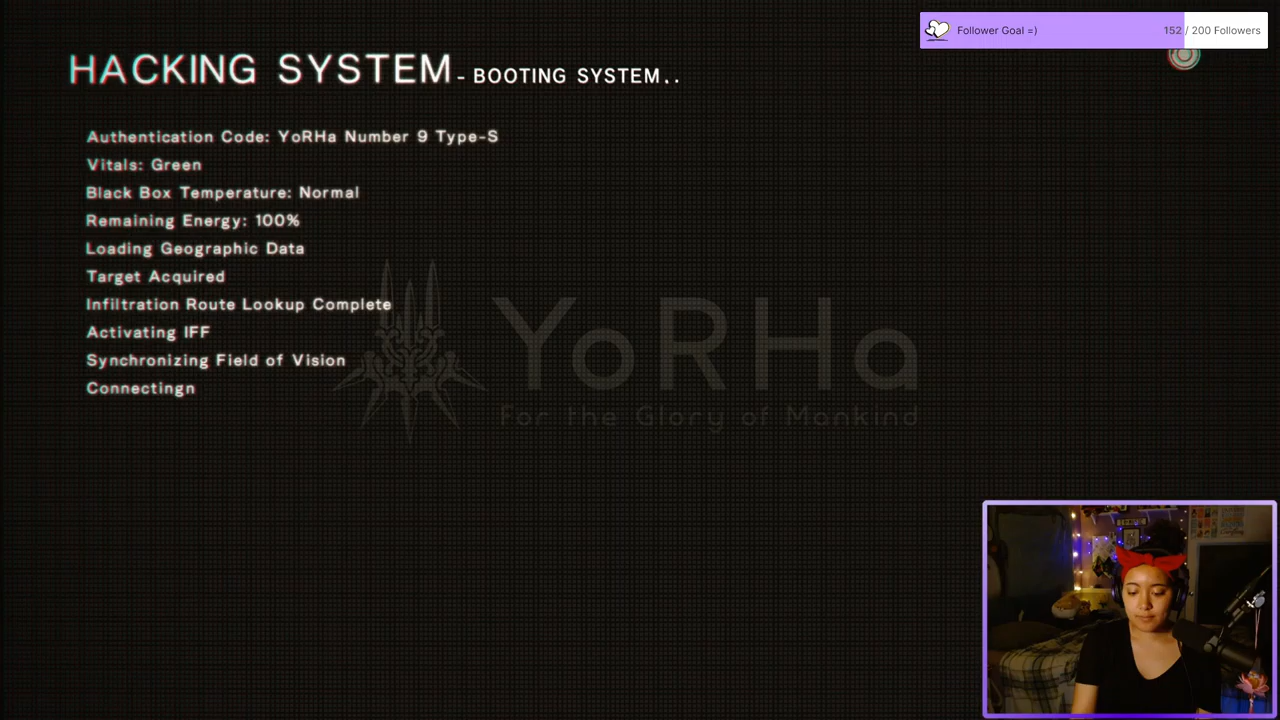 Follower Goal =)
152 / 200 Followers
HACKING SYSTEM - BOOTING SYSTEM..
Authentication Code: YoRHa Number 9 Type-S
Vitals: Green
Black Box Temperature: Normal
Remaining Energy: 100%
Loading Geographic Data
Target Acquired
Infiltration Route Lookup Complete
Activating IFF
Synchronizing Field of Vision
Connectingn
YoRHa
For the Glory of Mankind